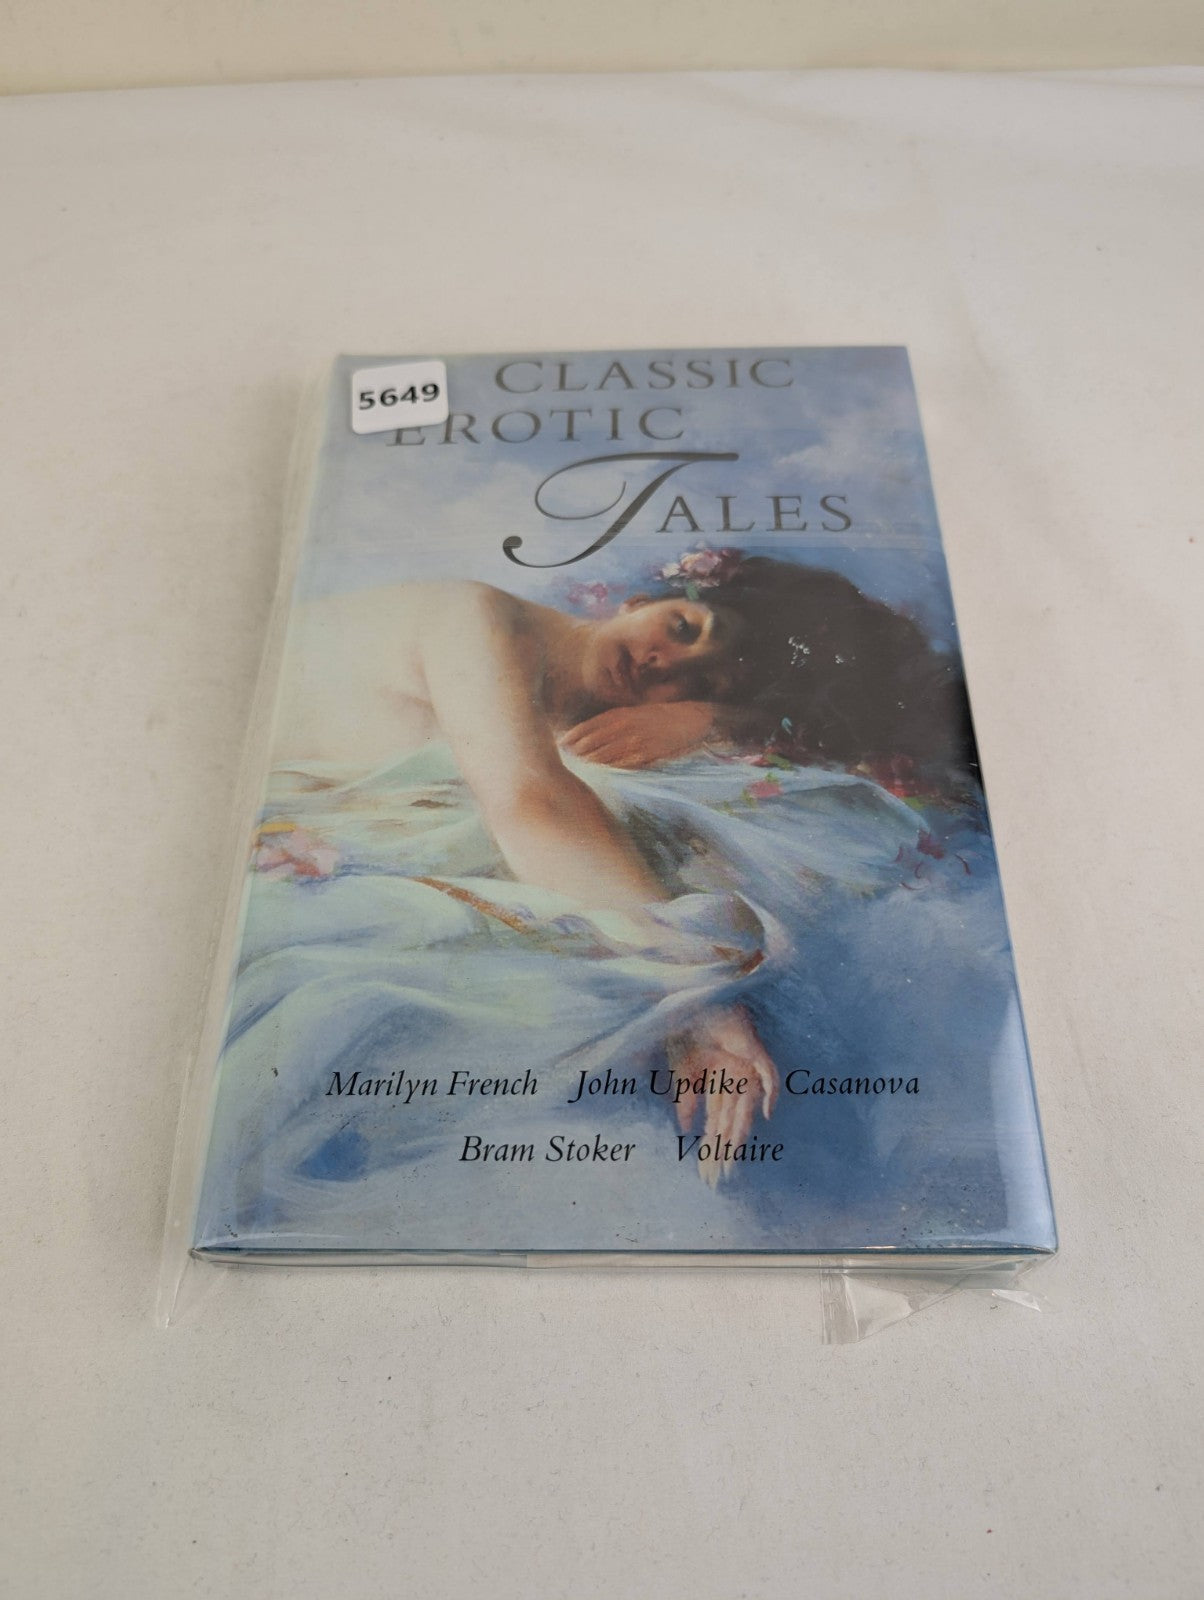 5649
CLASSIC
EROTIC
TALES
Marilyn French John Updike Casanova
Bram Stoker Voltaire